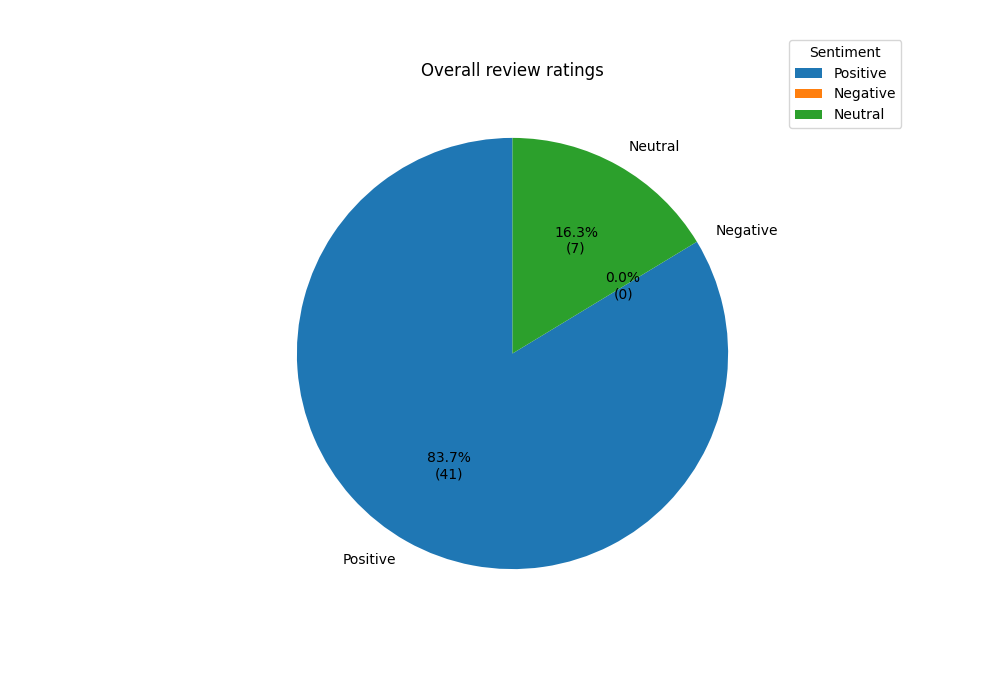 Overall review ratings
Sentiment
Positive
Negative
Neutral
Neutral
Negative
16.3%
(7)
0.0%
(0)
83.7%
(41)
Positive